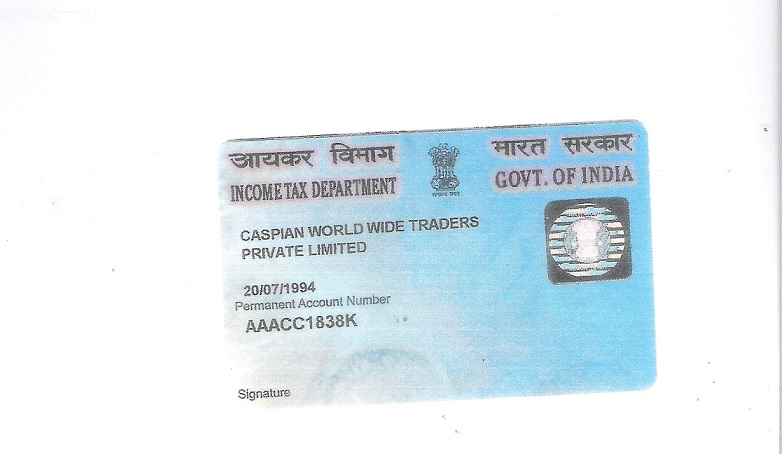 आयकर विभाग
भारत सरकार
INCOME TAX DEPARTMENT
GOVT. OF INDIA
CASPIAN WORLD WIDE TRADERS
PRIVATE LIMITED
20/07/1994
Permanent Account Number
AAACC1838K
Signature